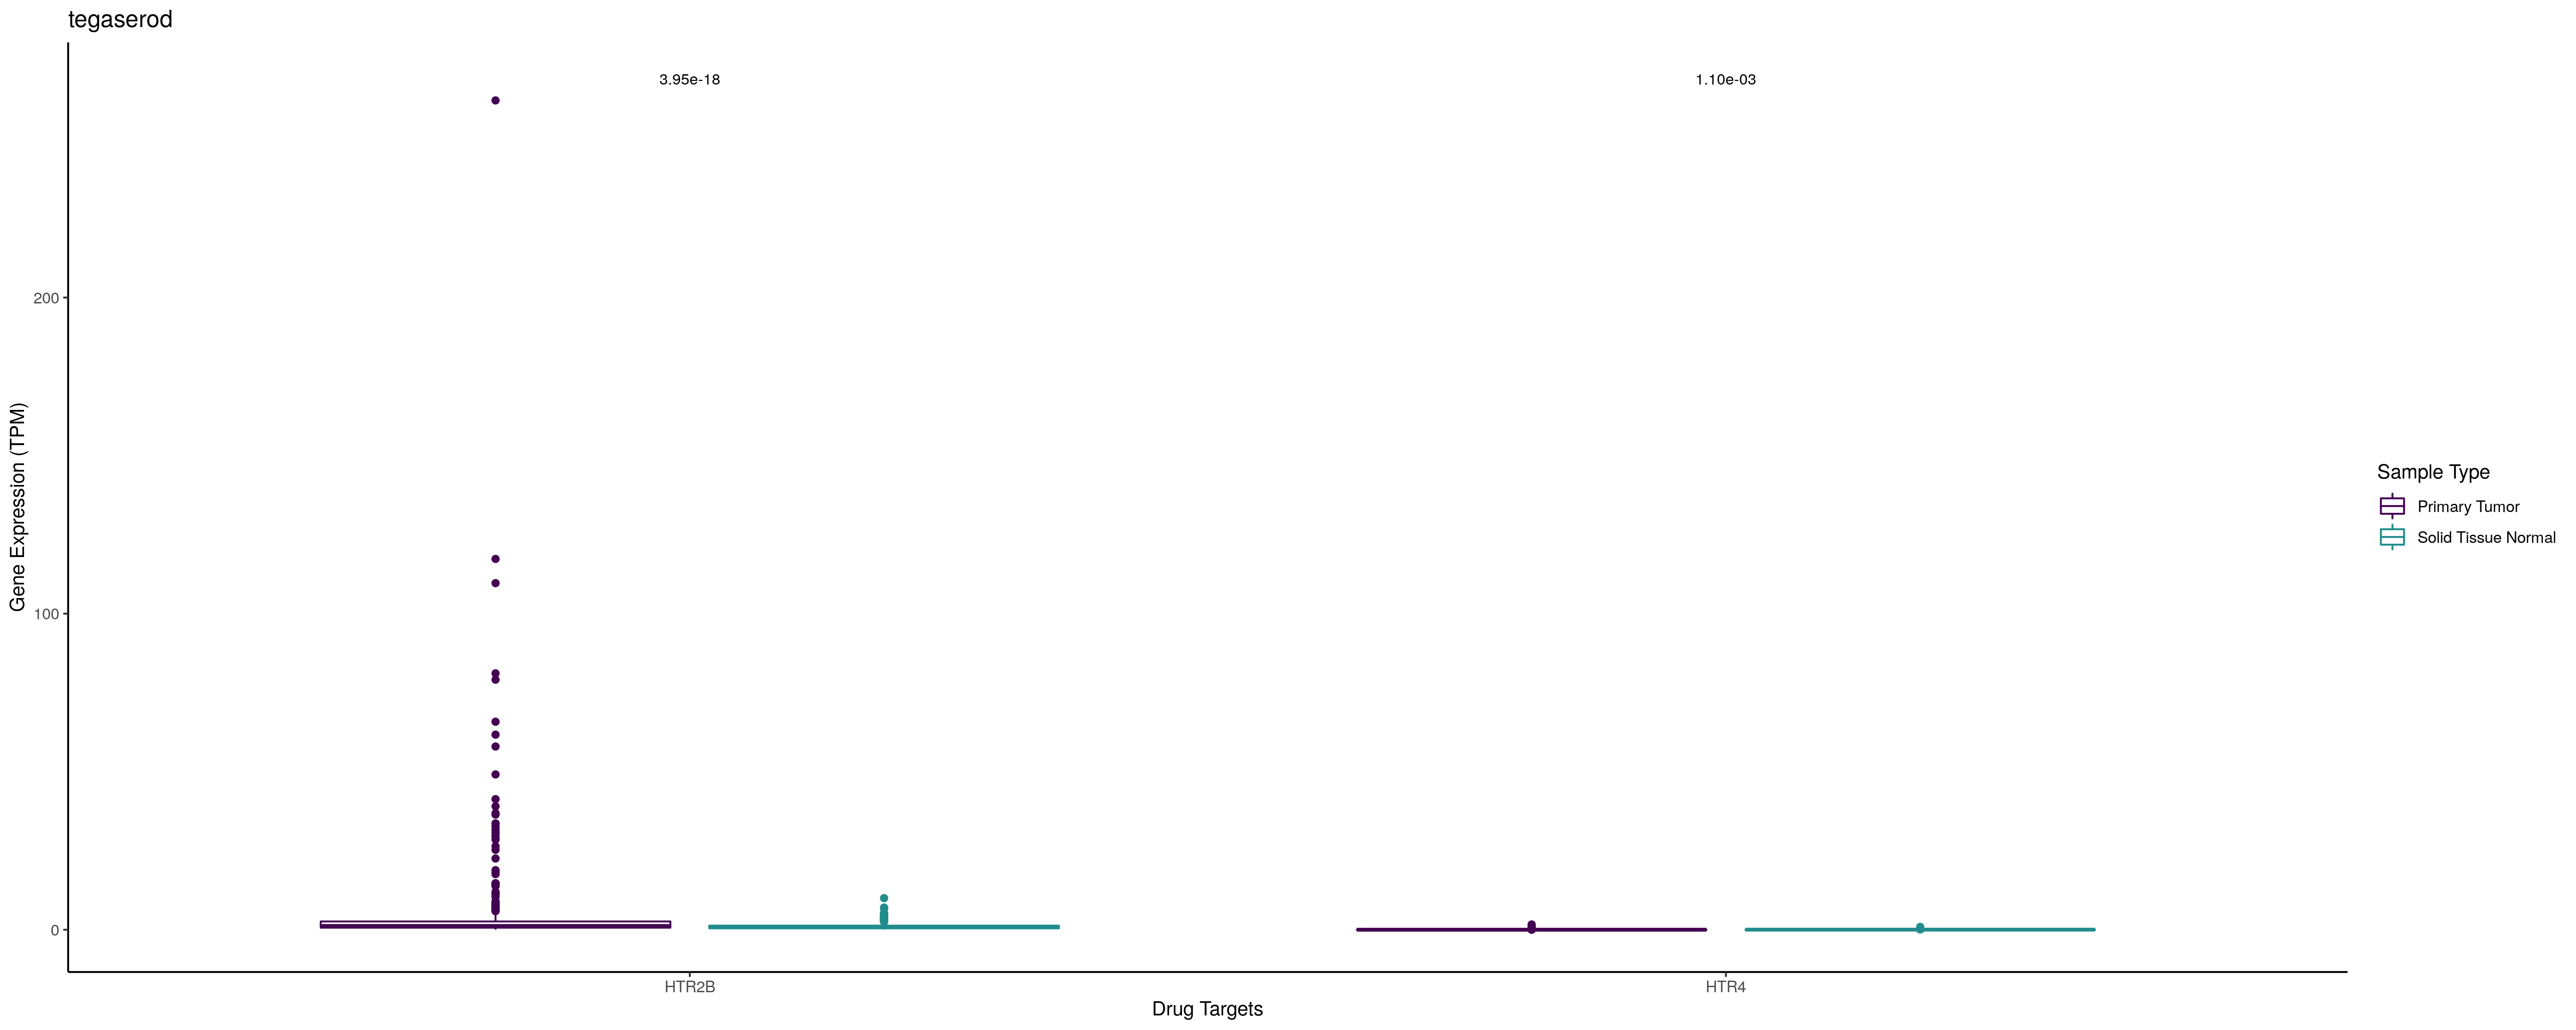 tegaserod
3.95e-18
1.10e-03
200
100
0
Gene Expression (TPM)
HTR2B
HTR4
Drug Targets
Sample Type
Primary Tumor
Solid Tissue Normal